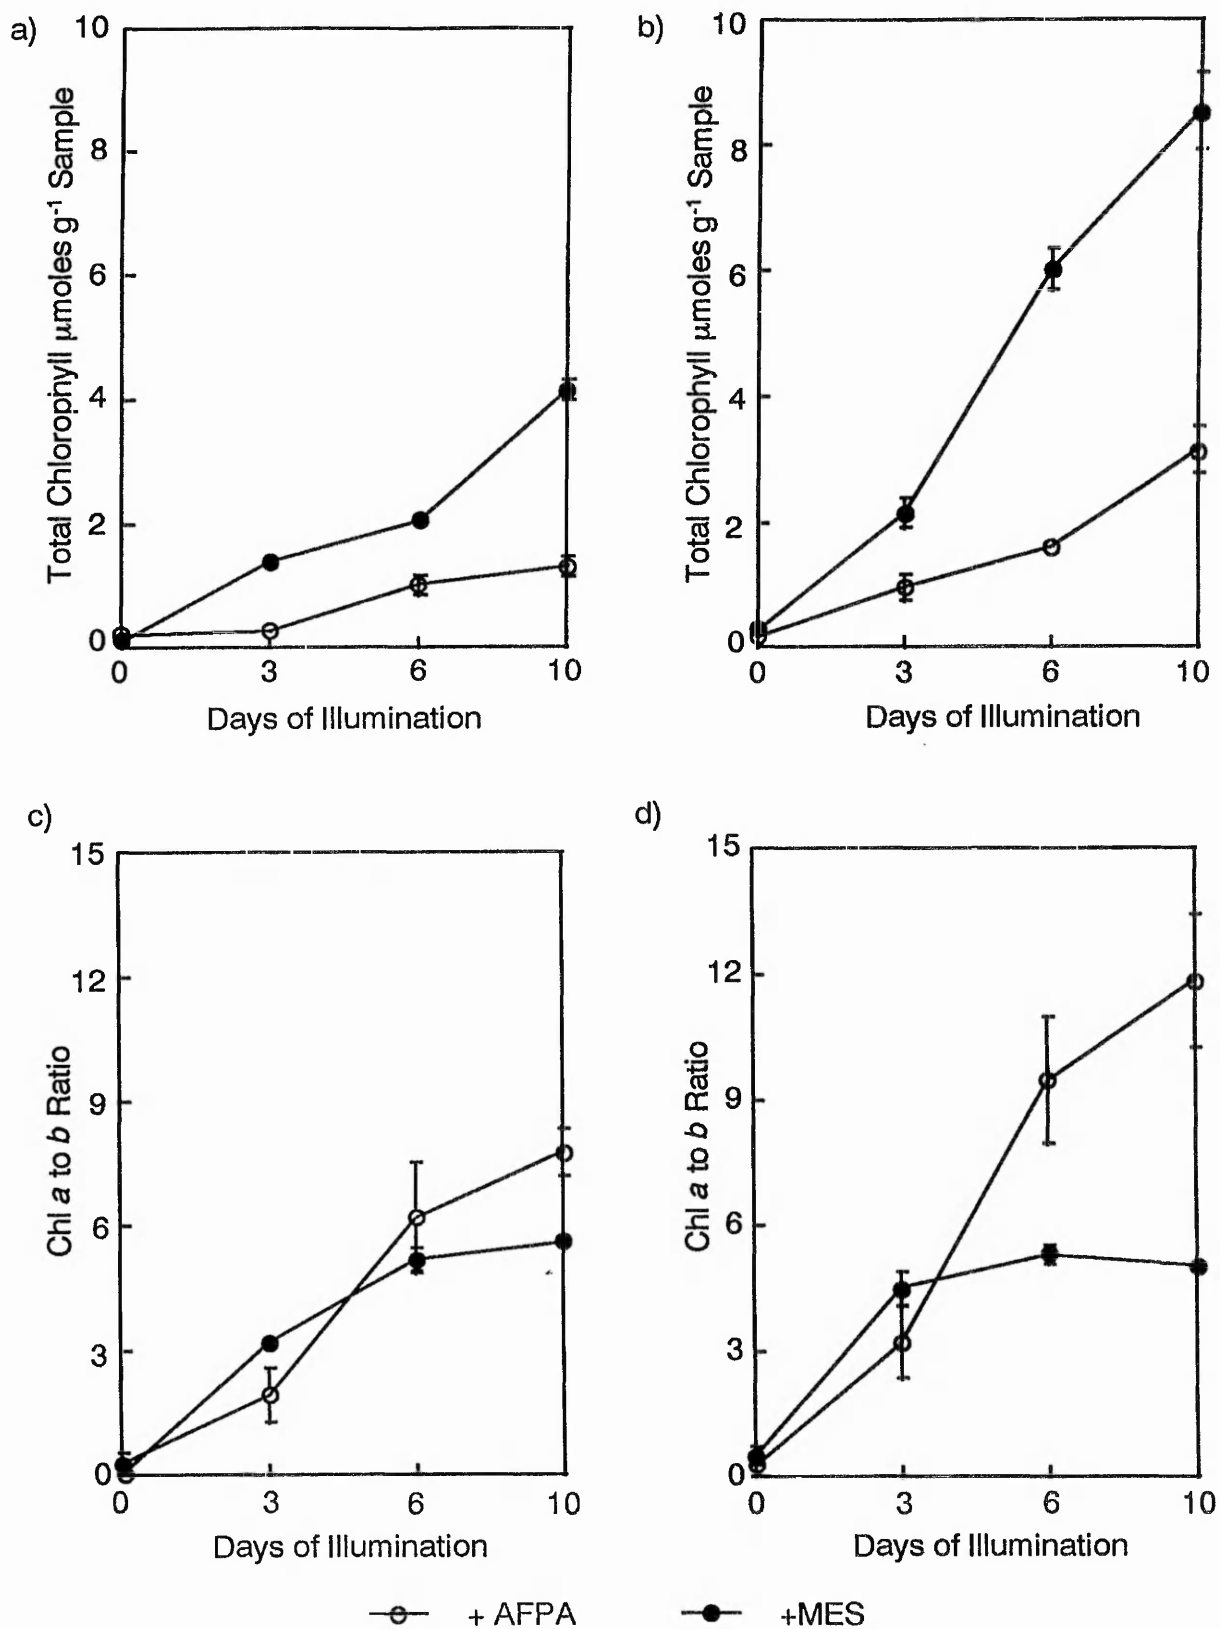 a)
10
8
6
4
2
0
Total Chlorophyll μmoles g⁻¹ Sample
0 3 6 10
Days of Illumination
b)
10
8
6
4
2
0
Total Chlorophyll μmoles g⁻¹ Sample
0 3 6 10
Days of Illumination
c)
15
12
9
6
3
0
Chl a to b Ratio
0 3 6 10
Days of Illumination
d)
15
12
9
6
3
0
Chl a to b Ratio
0 3 6 10
Days of Illumination
+ AFPA
+MES